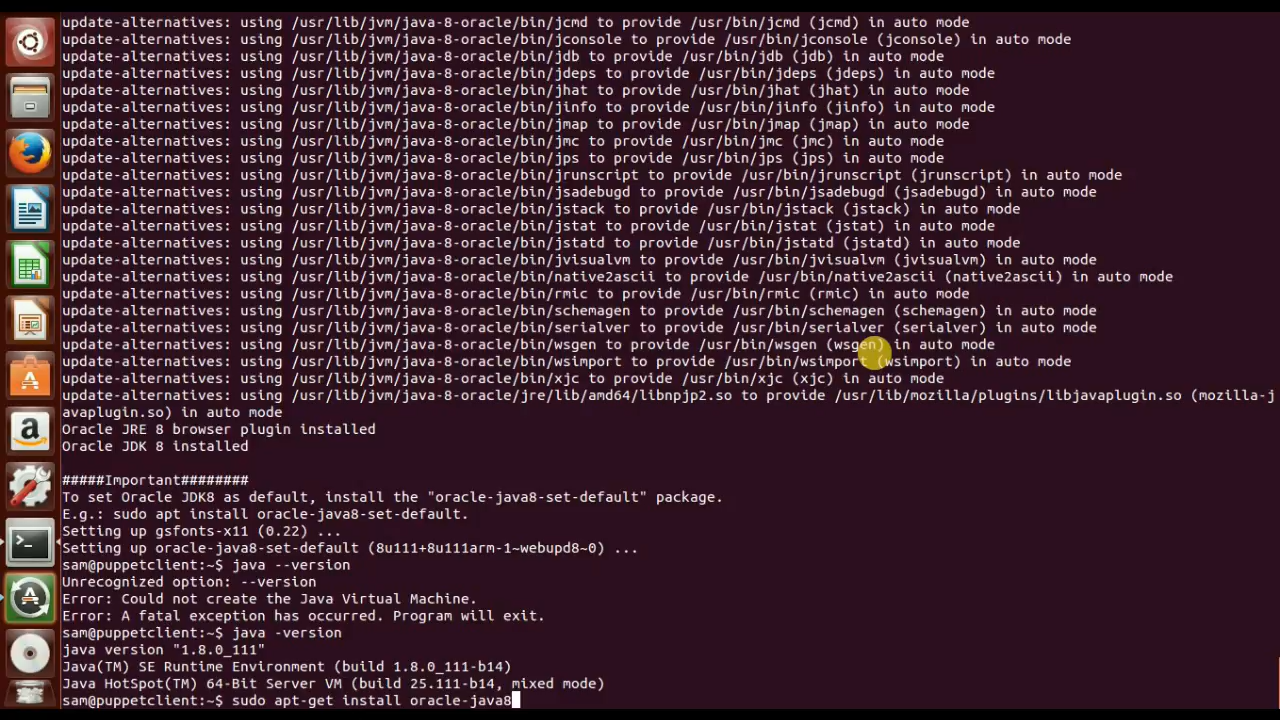 update-alternatives: using /usr/lib/jvm/java-8-oracle/bin/jcmd to provide /usr/bin/jcmd (jcmd) in auto mode
update-alternatives: using /usr/lib/jvm/java-8-oracle/bin/jconsole to provide /usr/bin/jconsole (jconsole) in auto mode
update-alternatives: using /usr/lib/jvm/java-8-oracle/bin/jdb to provide /usr/bin/jdb (jdb) in auto mode
update-alternatives: using /usr/lib/jvm/java-8-oracle/bin/jdeps to provide /usr/bin/jdeps (jdeps) in auto mode
update-alternatives: using /usr/lib/jvm/java-8-oracle/bin/jhat to provide /usr/bin/jhat (jhat) in auto mode
update-alternatives: using /usr/lib/jvm/java-8-oracle/bin/jinfo to provide /usr/bin/jinfo (jinfo) in auto mode
update-alternatives: using /usr/lib/jvm/java-8-oracle/bin/jmap to provide /usr/bin/jmap (jmap) in auto mode
update-alternatives: using /usr/lib/jvm/java-8-oracle/bin/jmc to provide /usr/bin/jmc (jmc) in auto mode
update-alternatives: using /usr/lib/jvm/java-8-oracle/bin/jps to provide /usr/bin/jps (jps) in auto mode
update-alternatives: using /usr/lib/jvm/java-8-oracle/bin/jrunscript to provide /usr/bin/jrunscript (jrunscript) in auto mode
update-alternatives: using /usr/lib/jvm/java-8-oracle/bin/jsadebugd to provide /usr/bin/jsadebugd (jsadebugd) in auto mode
update-alternatives: using /usr/lib/jvm/java-8-oracle/bin/jstack to provide /usr/bin/jstack (jstack) in auto mode
update-alternatives: using /usr/lib/jvm/java-8-oracle/bin/jstat to provide /usr/bin/jstat (jstat) in auto mode
update-alternatives: using /usr/lib/jvm/java-8-oracle/bin/jstatd to provide /usr/bin/jstatd (jstatd) in auto mode
update-alternatives: using /usr/lib/jvm/java-8-oracle/bin/jvisualvm to provide /usr/bin/jvisualvm (jvisualvm) in auto mode
update-alternatives: using /usr/lib/jvm/java-8-oracle/bin/native2ascii to provide /usr/bin/native2ascii (native2ascii) in auto mode
update-alternatives: using /usr/lib/jvm/java-8-oracle/bin/rmic to provide /usr/bin/rmic (rmic) in auto mode
update-alternatives: using /usr/lib/jvm/java-8-oracle/bin/schemagen to provide /usr/bin/schemagen (schemagen) in auto mode
update-alternatives: using /usr/lib/jvm/java-8-oracle/bin/serialver to provide /usr/bin/serialver (serialver) in auto mode
update-alternatives: using /usr/lib/jvm/java-8-oracle/bin/wsgen to provide /usr/bin/wsgen (wsgen) in auto mode
update-alternatives: using /usr/lib/jvm/java-8-oracle/bin/wsimport to provide /usr/bin/wsimport (wsimport) in auto mode
update-alternatives: using /usr/lib/jvm/java-8-oracle/bin/xjc to provide /usr/bin/xjc (xjc) in auto mode
update-alternatives: using /usr/lib/jvm/java-8-oracle/jre/lib/amd64/libnpjp2.so to provide /usr/lib/mozilla/plugins/libjavaplugin.so (mozilla-j
avaplugin.so) in auto mode
Oracle JRE 8 browser plugin installed
Oracle JDK 8 installed
#####Important########
To set Oracle JDK8 as default, install the "oracle-java8-set-default" package.
E.g.: sudo apt install oracle-java8-set-default.
Setting up gsfonts-x11 (0.22) ...
Setting up oracle-java8-set-default (8u111+8u111arm-1~webupd8~0) ...
sam@puppetclient:~$ java --version
Unrecognized option: --version
Error: Could not create the Java Virtual Machine.
Error: A fatal exception has occurred. Program will exit.
sam@puppetclient:~$ java -version
java version "1.8.0_111"
Java(TM) SE Runtime Environment (build 1.8.0_111-b14)
Java HotSpot(TM) 64-Bit Server VM (build 25.111-b14, mixed mode)
sam@puppetclient:~$ sudo apt-get install oracle-java8